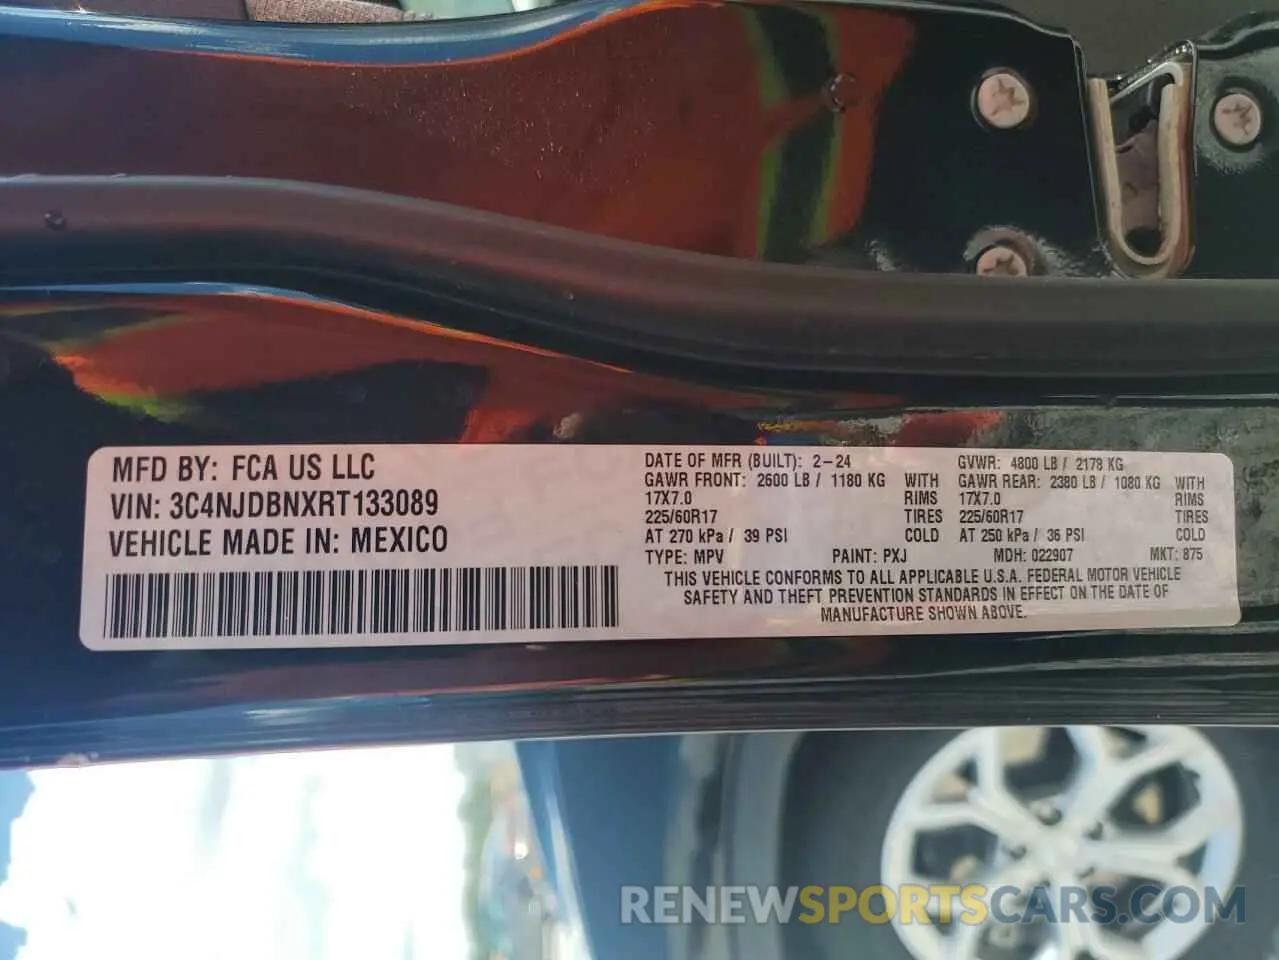 MFD BY: FCA US LLC
VIN: 3C4NJDBNXRT133089
VEHICLE MADE IN: MEXICO
DATE OF MFR (BUILT): 2-24
GAWR FRONT: 2600 LB / 1180 KG WITH
17X7.0 RIMS
225/60R17 TIRES
AT 270 kPa / 39 PSI COLD
GVWR: 4800 LB / 2178 KG
GAWR REAR: 2380 LB / 1080 KG WITH
17X7.0 RIMS
225/60R17 TIRES
AT 250 kPa / 36 PSI COLD
TYPE: MPV PAINT: PXJ MDH: 022907 MKT: 875
THIS VEHICLE CONFORMS TO ALL APPLICABLE U.S.A. FEDERAL MOTOR VEHICLE
SAFETY AND THEFT PREVENTION STANDARDS IN EFFECT ON THE DATE OF
MANUFACTURE SHOWN ABOVE.
RENEWSPORTSCARS.COM